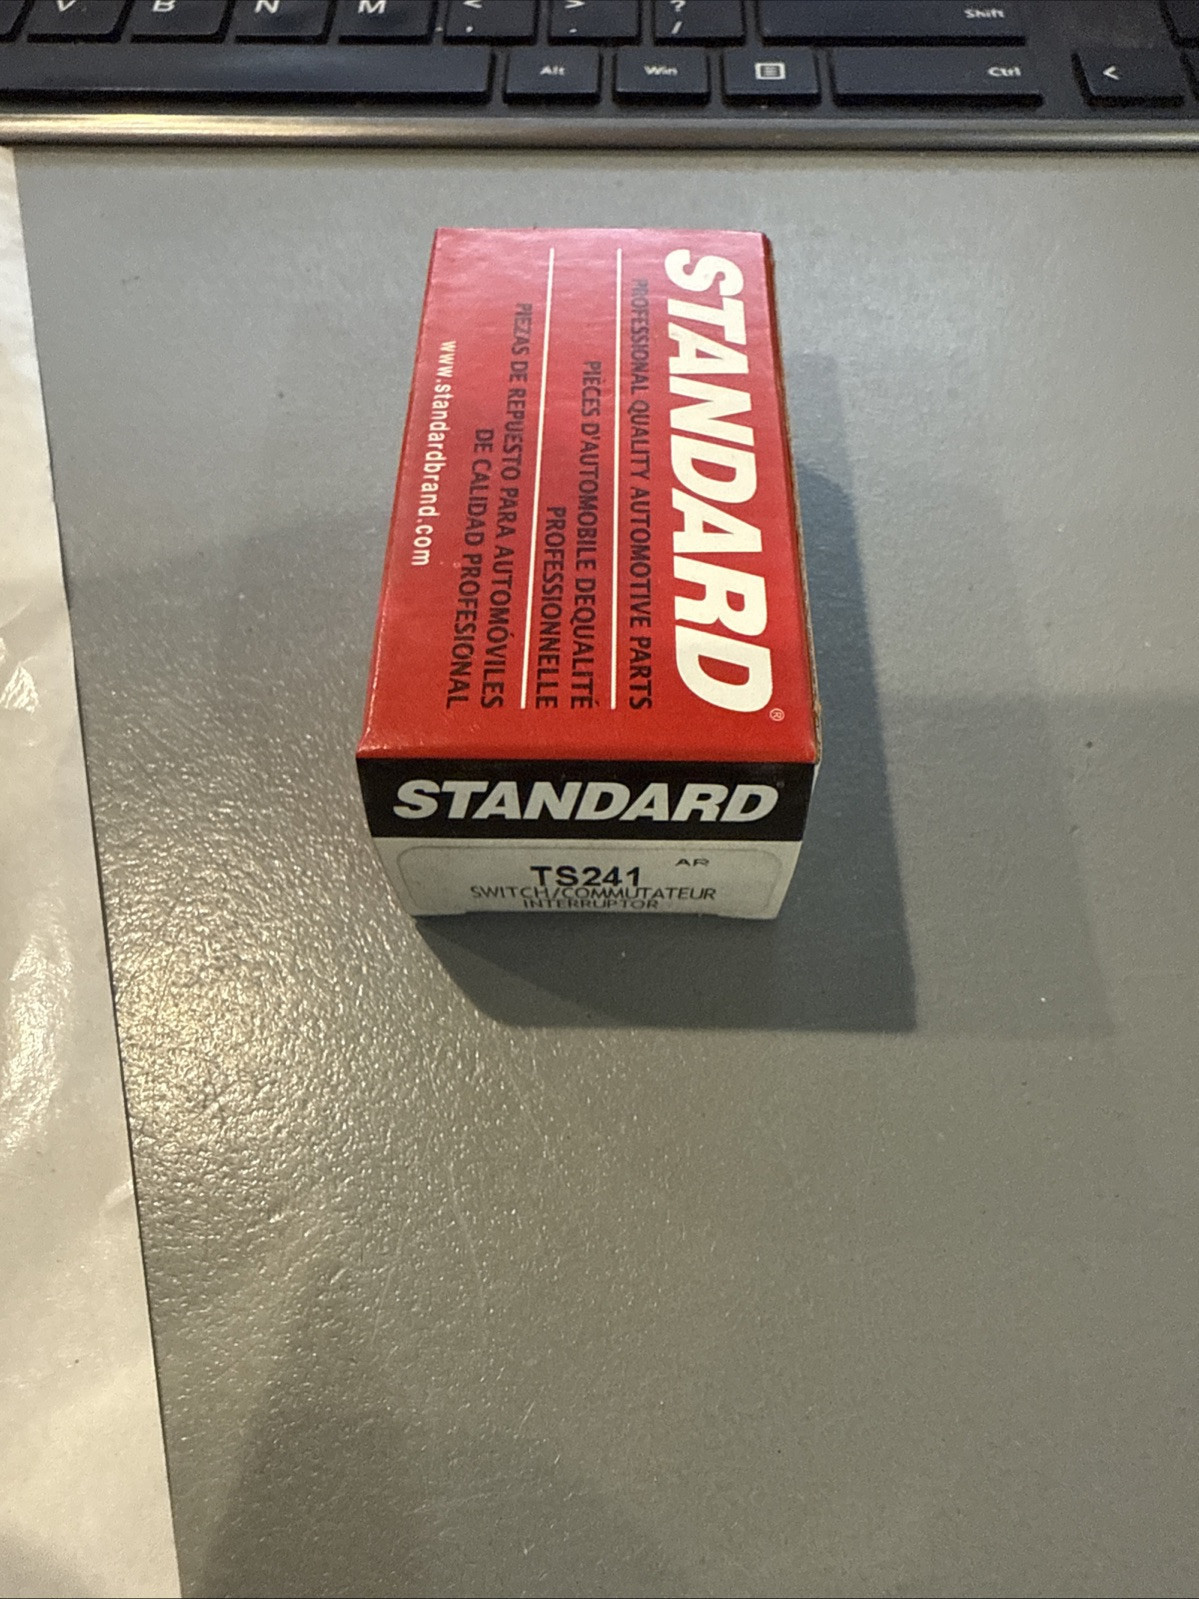 V B N M < , > . ? / Shift
Alt Win Ctrl <
STANDARD®
PROFESSIONAL QUALITY AUTOMOTIVE PARTS
PIÈCES D'AUTOMOBILE DEQUALITÉ
PROFESSIONNELLE
PIEZAS DE REPUESTO PARA AUTOMÓVILES
DE CALIDAD PROFESIONAL
www.standardbrand.com
STANDARD
AR
TS241
SWITCH/COMMUTATEUR
INTERRUPTOR